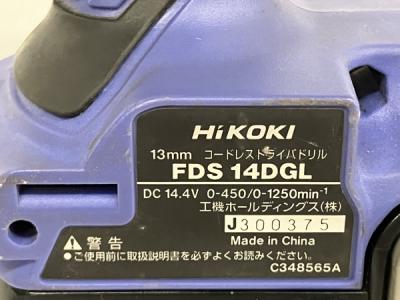 HiKOKI
13mm コードレスドライバドリル
FDS 14DGL
DC 14.4V 0-450/0-1250min⁻¹
工機ホールディングス(株)
J300375
Made in China
⚠警告
●ご使用前に取扱説明書を必ずよくお読みください。
C348565A